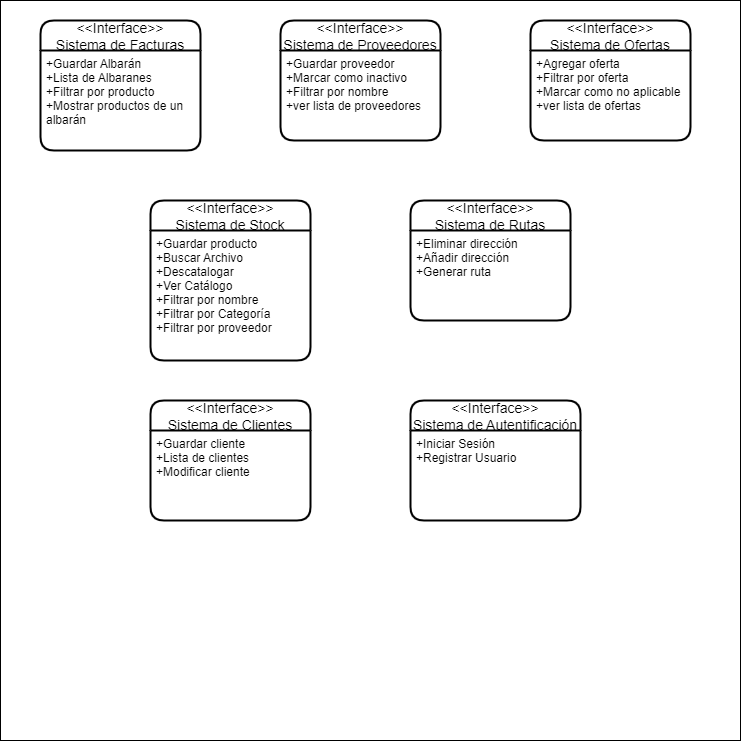 <<Interface>>
Sistema de Facturas
+Guardar Albarán
+Lista de Albaranes
+Filtrar por producto
+Mostrar productos de un
albarán
<<Interface>>
Sistema de Proveedores
+Guardar proveedor
+Marcar como inactivo
+Filtrar por nombre
+ver lista de proveedores
<<Interface>>
Sistema de Ofertas
+Agregar oferta
+Filtrar por oferta
+Marcar como no aplicable
+ver lista de ofertas
<<Interface>>
Sistema de Stock
+Guardar producto
+Buscar Archivo
+Descatalogar
+Ver Catálogo
+Filtrar por nombre
+Filtrar por Categoría
+Filtrar por proveedor
<<Interface>>
Sistema de Rutas
+Eliminar dirección
+Añadir dirección
+Generar ruta
<<Interface>>
Sistema de Clientes
+Guardar cliente
+Lista de clientes
+Modificar cliente
<<Interface>>
Sistema de Autentificación
+Iniciar Sesión
+Registrar Usuario